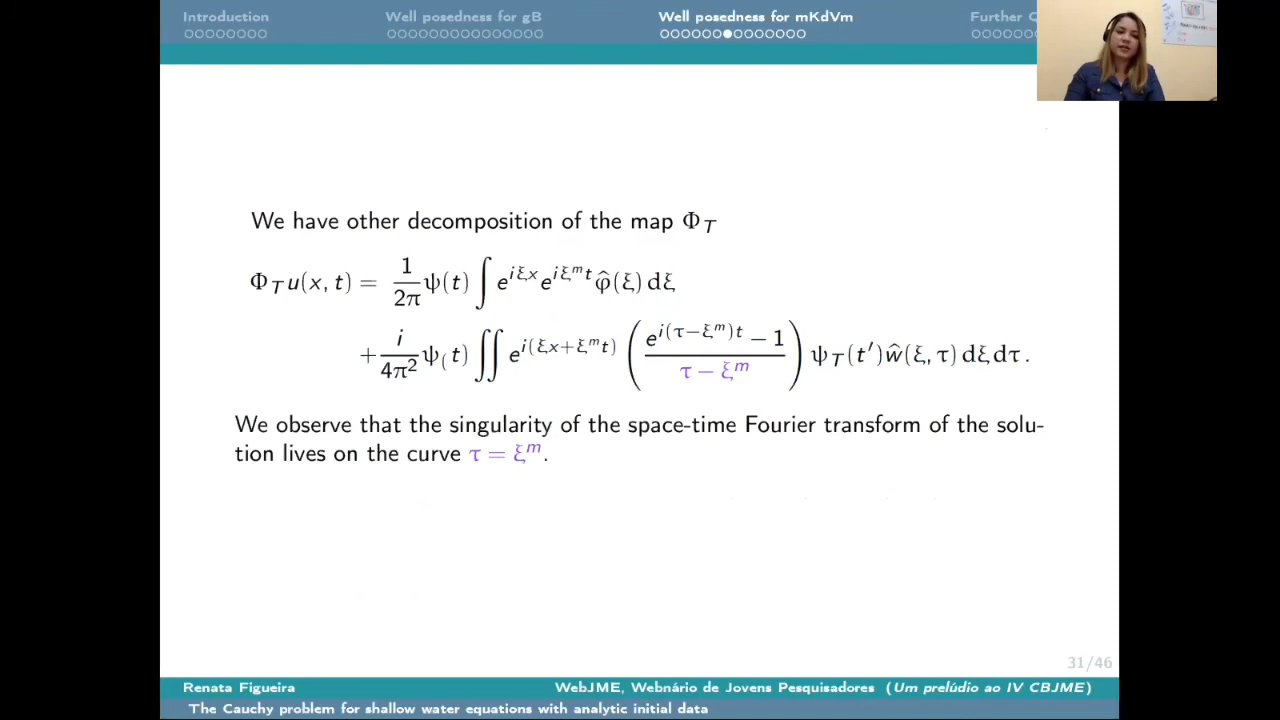 Introduction
Well posedness for gB
Well posedness for mKdVm
Further Q
We have other decomposition of the map Φ_T
Φ_T u(x, t) = 1/2π ψ(t) ∫ e^{iξx} e^{iξ^m t} φ̂(ξ) dξ
+ i/4π² ψ_(t) ∬ e^{i(ξx+ξ^m t)} ( (e^{i(τ−ξ^m)t} − 1) / (τ − ξ^m) ) ψ_T(t′) ŵ(ξ, τ) dξ dτ .
We observe that the singularity of the space-time Fourier transform of the solu-
tion lives on the curve τ = ξ^m.
31/46
Renata Figueira
WebJME, Webnário de Jovens Pesquisadores (Um prelúdio ao IV CBJME)
The Cauchy problem for shallow water equations with analytic initial data